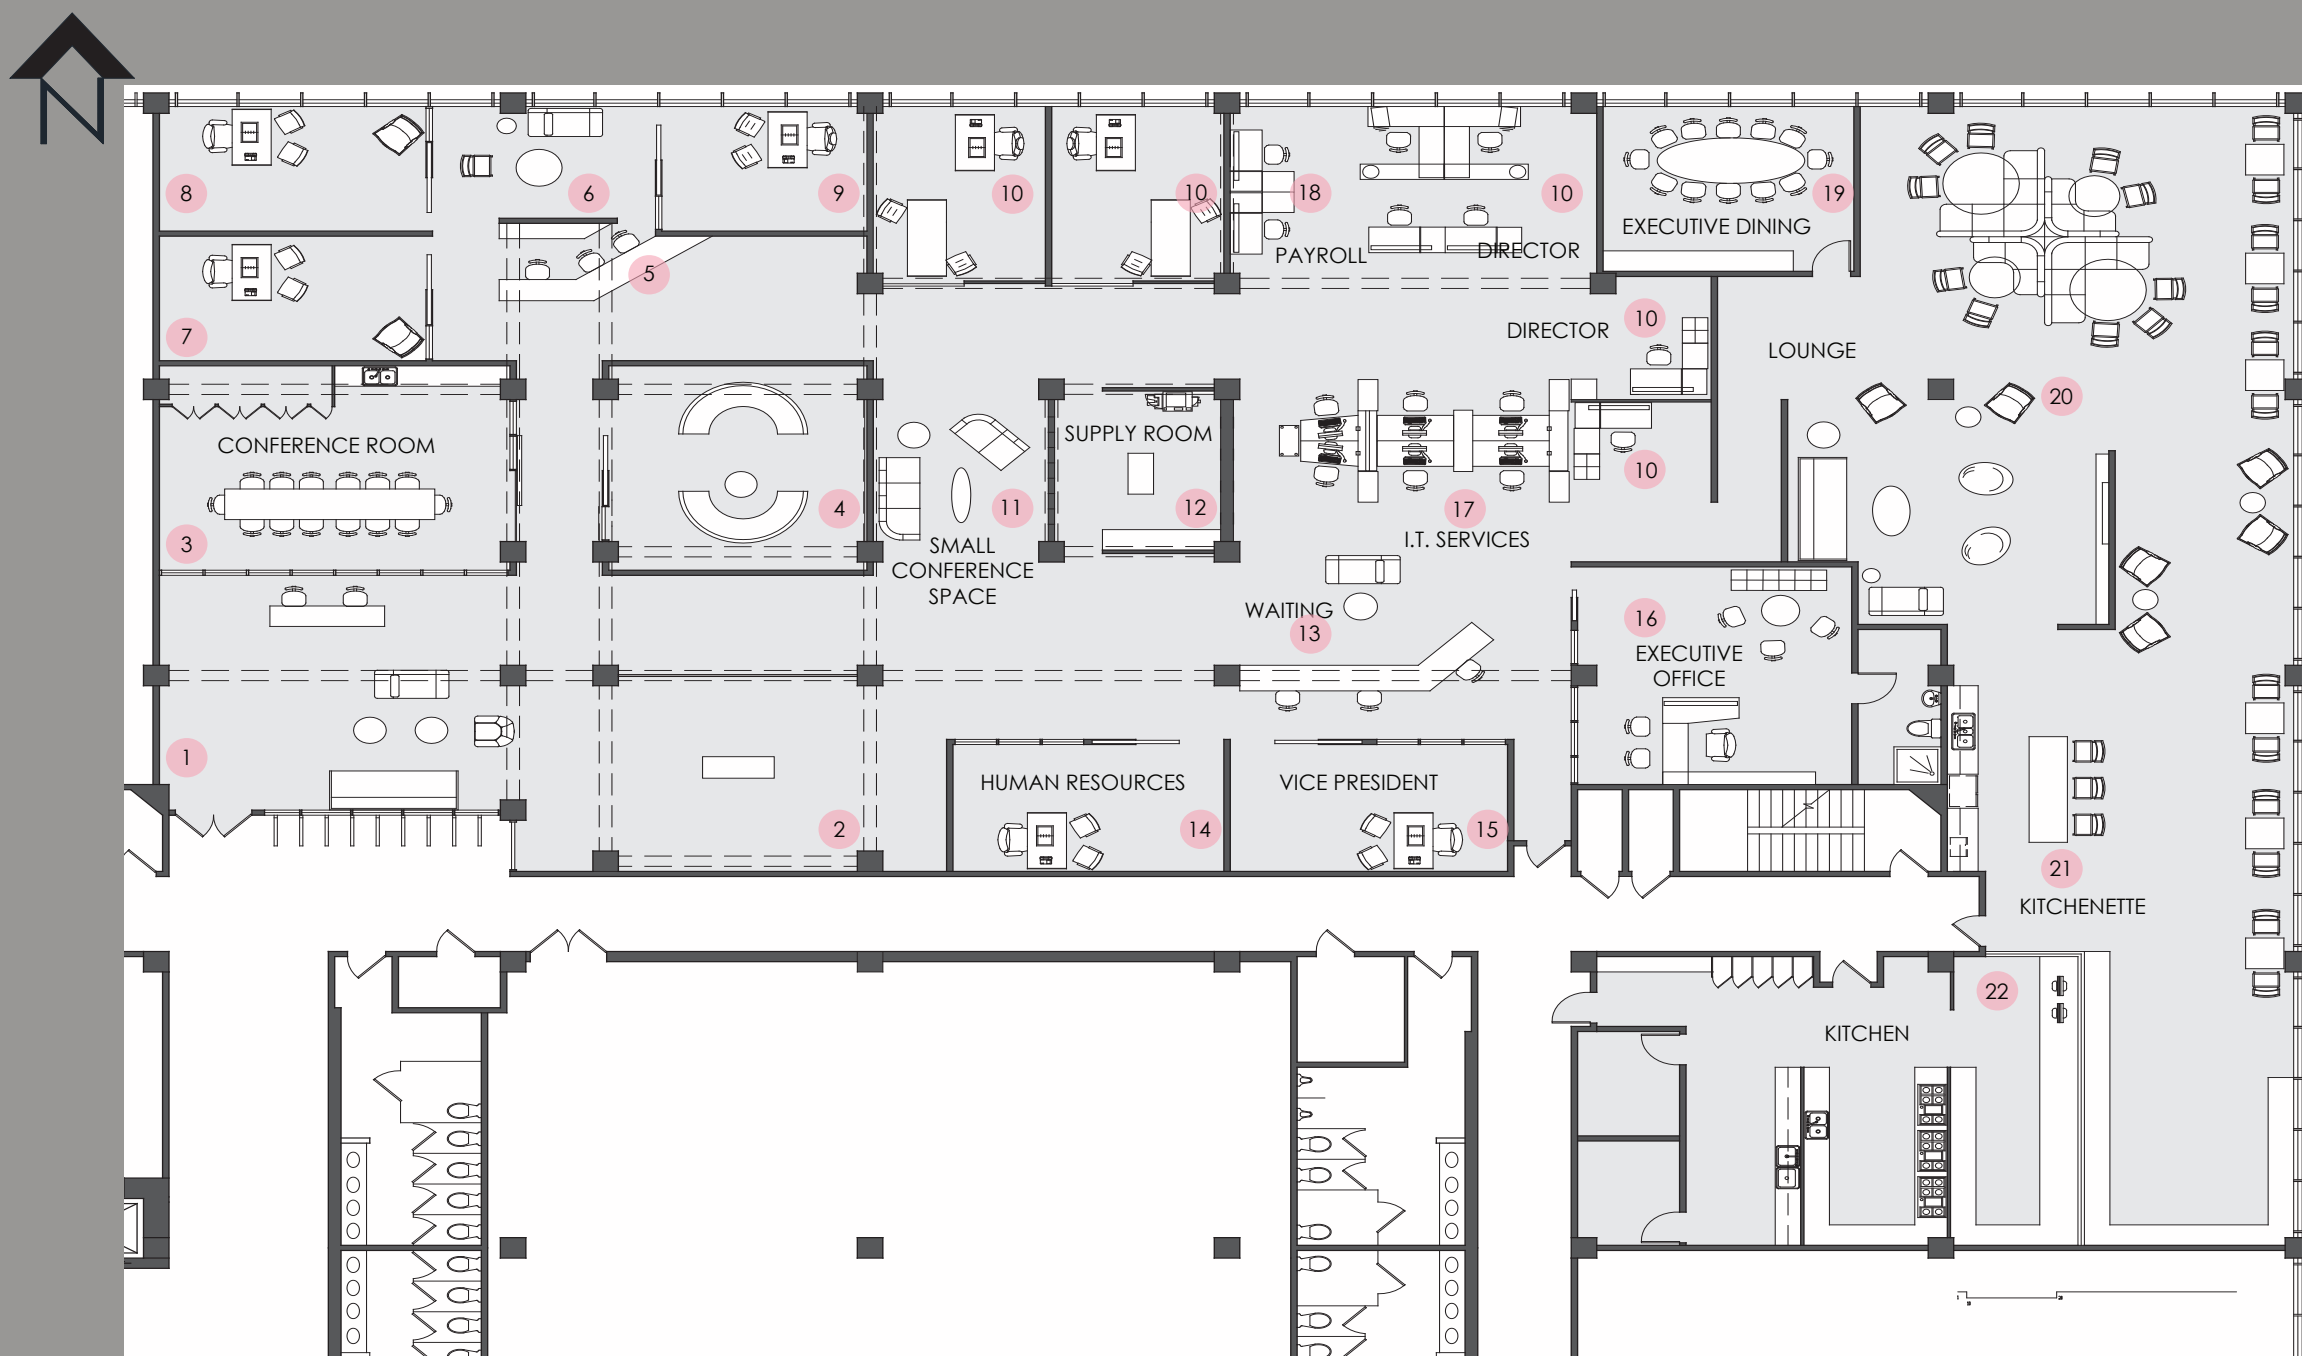 N
8
6
9
10
10
18
10
19
EXECUTIVE DINING
PAYROLL
DIRECTOR
5
7
10
DIRECTOR
LOUNGE
20
CONFERENCE ROOM
SUPPLY ROOM
10
3
4
11
12
17
SMALL
CONFERENCE
SPACE
I.T. SERVICES
WAITING
13
16
EXECUTIVE
OFFICE
1
HUMAN RESOURCES
VICE PRESIDENT
2
14
15
21
KITCHENETTE
22
KITCHEN